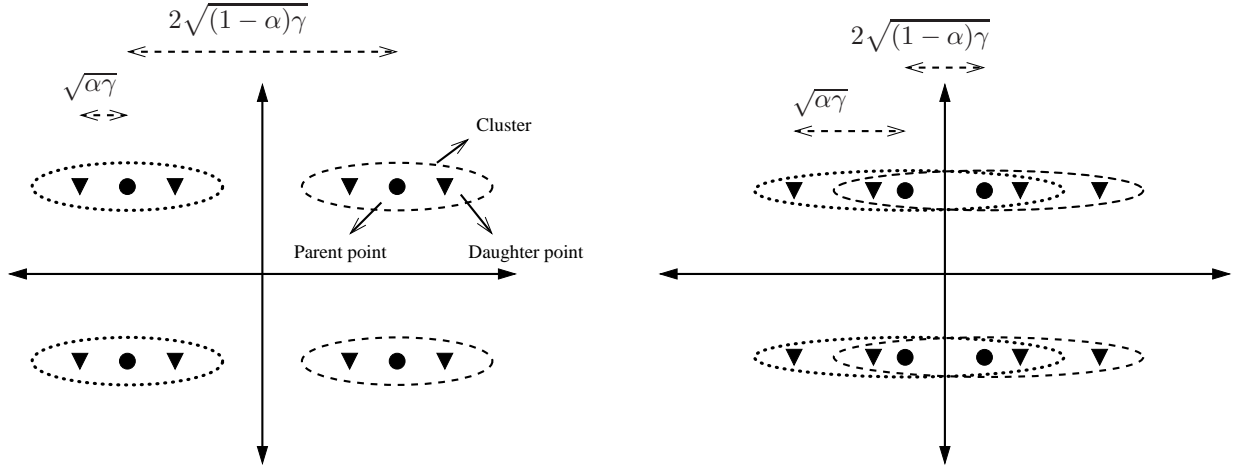 2√(1 − α)γ
√αγ
Cluster
Parent point
Daughter point
2√(1 − α)γ
√αγ